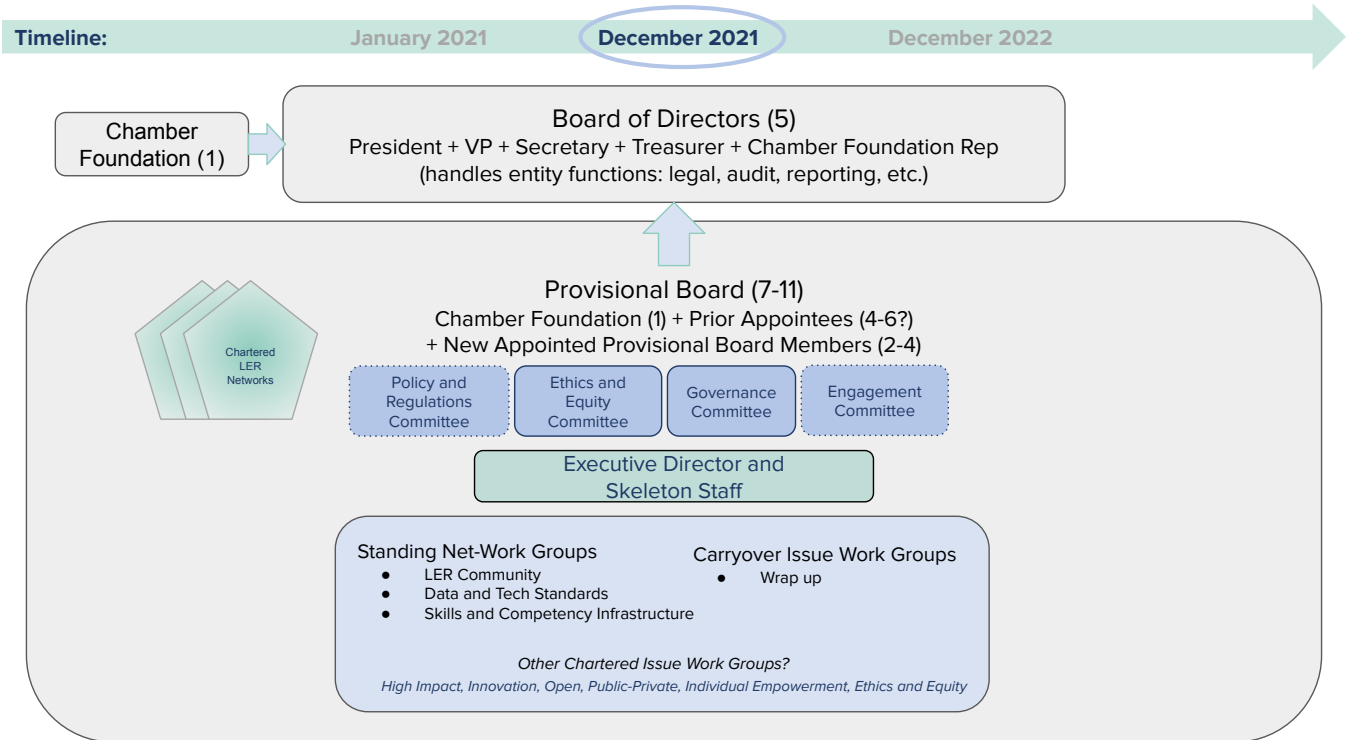 Timeline:
January 2021
December 2021
December 2022
Chamber
Foundation (1)
Board of Directors (5)
President + VP + Secretary + Treasurer + Chamber Foundation Rep
(handles entity functions: legal, audit, reporting, etc.)
Provisional Board (7-11)
Chamber Foundation (1) + Prior Appointees (4-6?)
+ New Appointed Provisional Board Members (2-4)
Chartered
LER
Networks
Policy and
Regulations
Committee
Ethics and
Equity
Committee
Governance
Committee
Engagement
Committee
Executive Director and
Skeleton Staff
Standing Net-Work Groups
● LER Community
● Data and Tech Standards
● Skills and Competency Infrastructure
Carryover Issue Work Groups
● Wrap up
Other Chartered Issue Work Groups?
High Impact, Innovation, Open, Public-Private, Individual Empowerment, Ethics and Equity